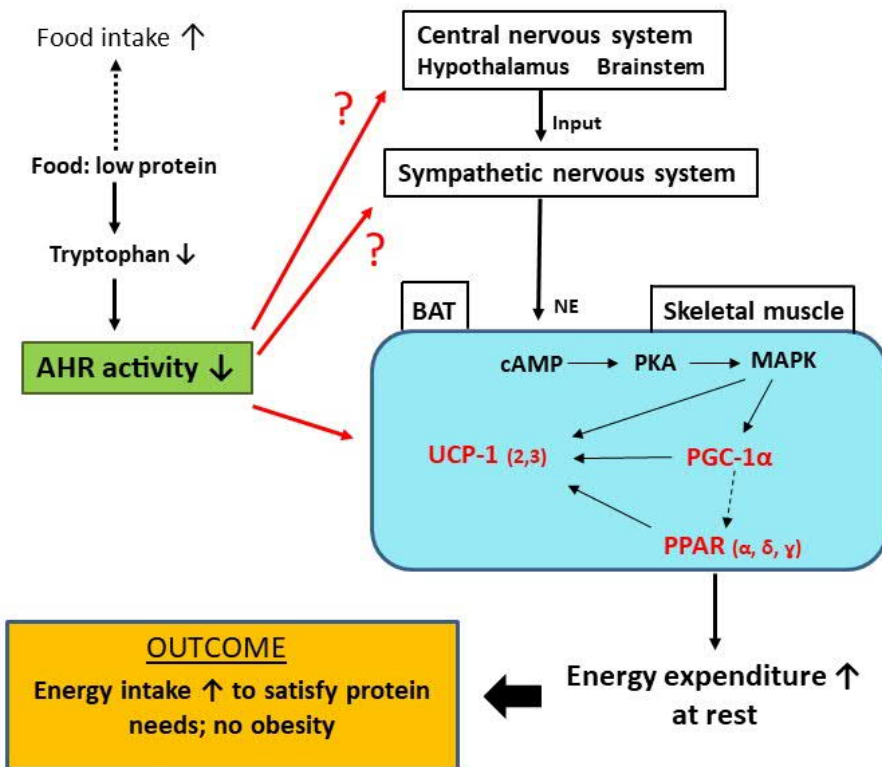 Food intake ↑
Food: low protein
Tryptophan ↓
AHR activity ↓
?
?
Central nervous system
Hypothalamus Brainstem
Input
Sympathetic nervous system
NE
BAT
Skeletal muscle
cAMP PKA MAPK
UCP-1 (2,3) PGC-1α
PPAR (α, δ, ɣ)
Energy expenditure ↑
at rest
OUTCOME
Energy intake ↑ to satisfy protein
needs; no obesity